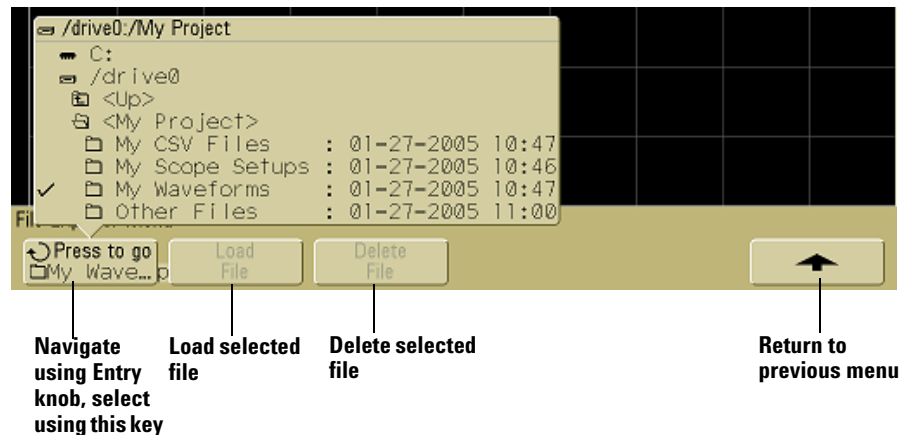 /drive0:/My Project
C:
/drive0
<Up>
<My Project>
My CSV Files : 01-27-2005 10:47
My Scope Setups : 01-27-2005 10:46
My Waveforms : 01-27-2005 10:47
Other Files : 01-27-2005 11:00
Press to go
My Wave... p
Load
File
Delete
File
Navigate
using Entry
knob, select
using this key
Load selected
file
Delete selected
file
Return to
previous menu